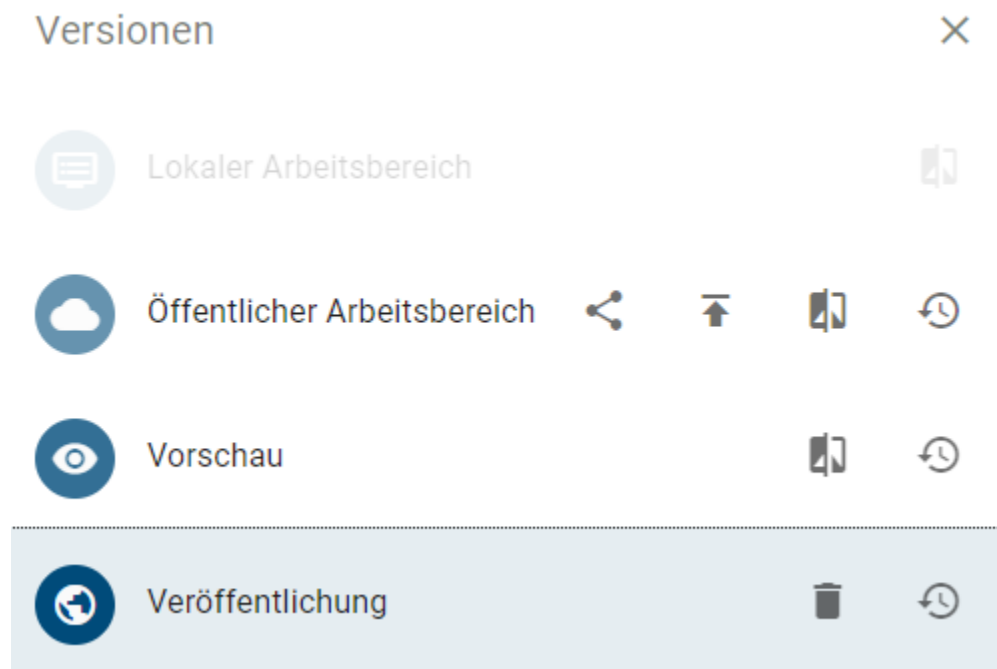 Versionen
Lokaler Arbeitsbereich
Öffentlicher Arbeitsbereich
Vorschau
Veröffentlichung